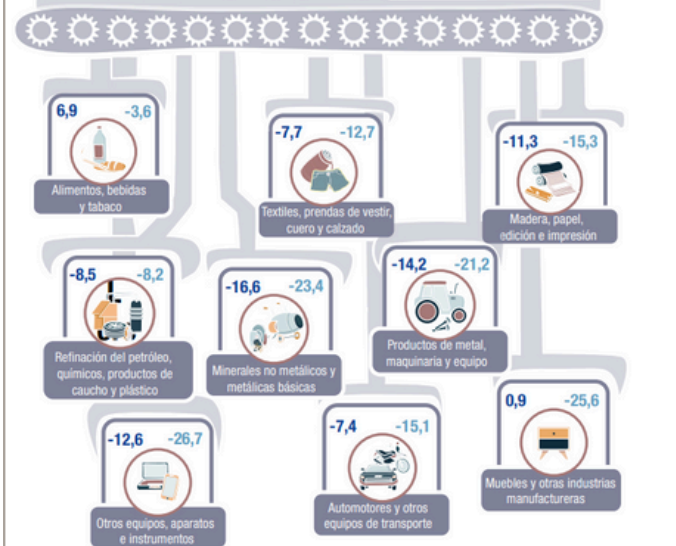 6,9 -3,6
Alimentos, bebidas
y tabaco
-7,7 -12,7
Textiles, prendas de vestir,
cuero y calzado
-11,3 -15,3
Madera, papel,
edición e impresión
-8,5 -8,2
Refinación del petróleo,
químicos, productos de
caucho y plástico
-16,6 -23,4
Minerales no metálicos y
metálicas básicas
-14,2 -21,2
Productos de metal,
maquinaria y equipo
-12,6 -26,7
Otros equipos, aparatos
e instrumentos
-7,4 -15,1
Automotores y otros
equipos de transporte
0,9 -25,6
Muebles y otras industrias
manufactureras